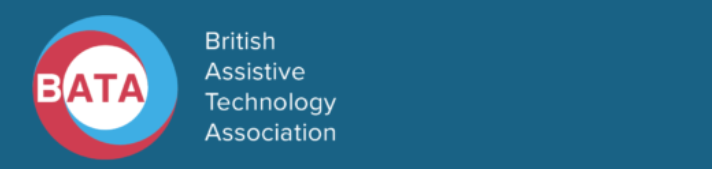 BATA
British
Assistive
Technology
Association